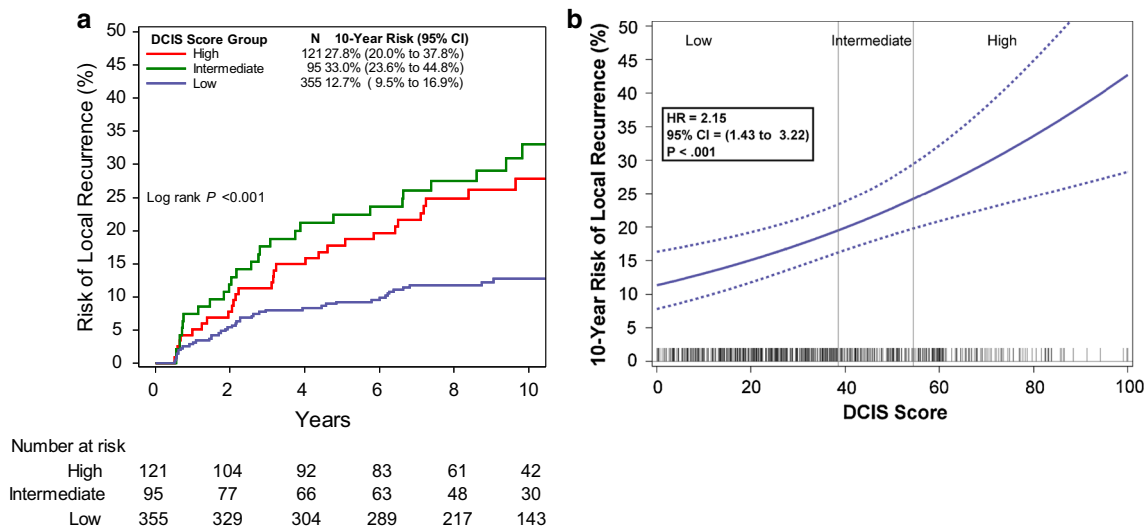 a
DCIS Score Group N 10-Year Risk (95% CI)
High 121 27.8% (20.0% to 37.8%)
Intermediate 95 33.0% (23.6% to 44.8%)
Low 355 12.7% ( 9.5% to 16.9%)
Log rank P <0.001
Risk of Local Recurrence (%)
50
45
40
35
30
25
20
15
10
5
0
0 2 4 6 8 10
Years
Number at risk
High 121 104 92 83 61 42
Intermediate 95 77 66 63 48 30
Low 355 329 304 289 217 143
b
Low Intermediate High
HR = 2.15
95% CI = (1.43 to 3.22)
P < .001
10-Year Risk of Local Recurrence (%)
50
45
40
35
30
25
20
15
10
5
0
0 20 40 60 80 100
DCIS Score